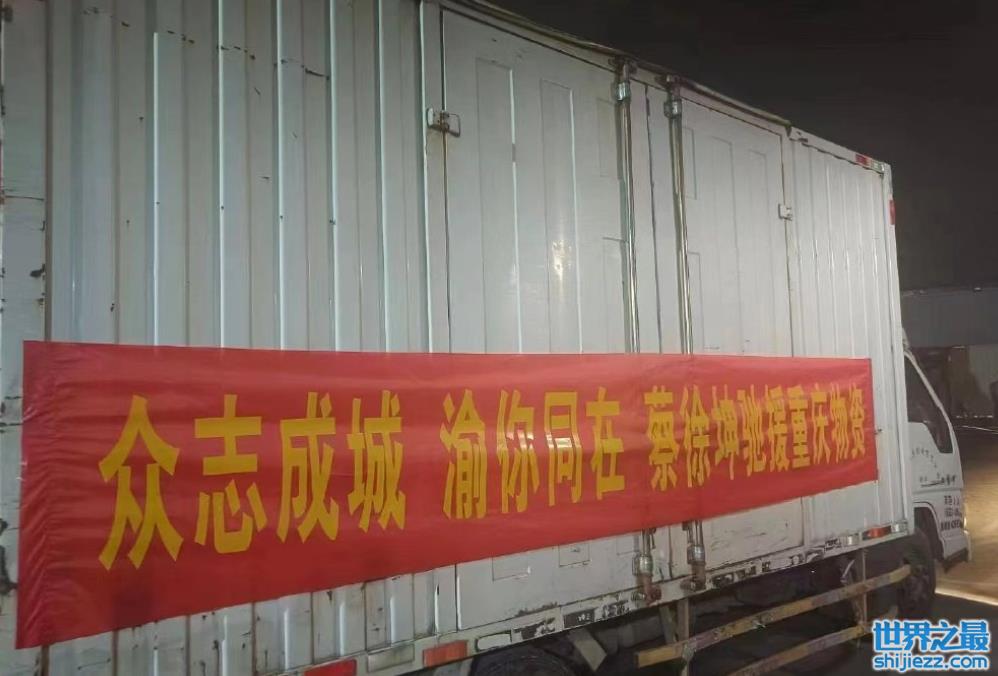 众志成城 渝你同在 蔡徐坤驰援重庆物资
世界之最
shijiezz.com